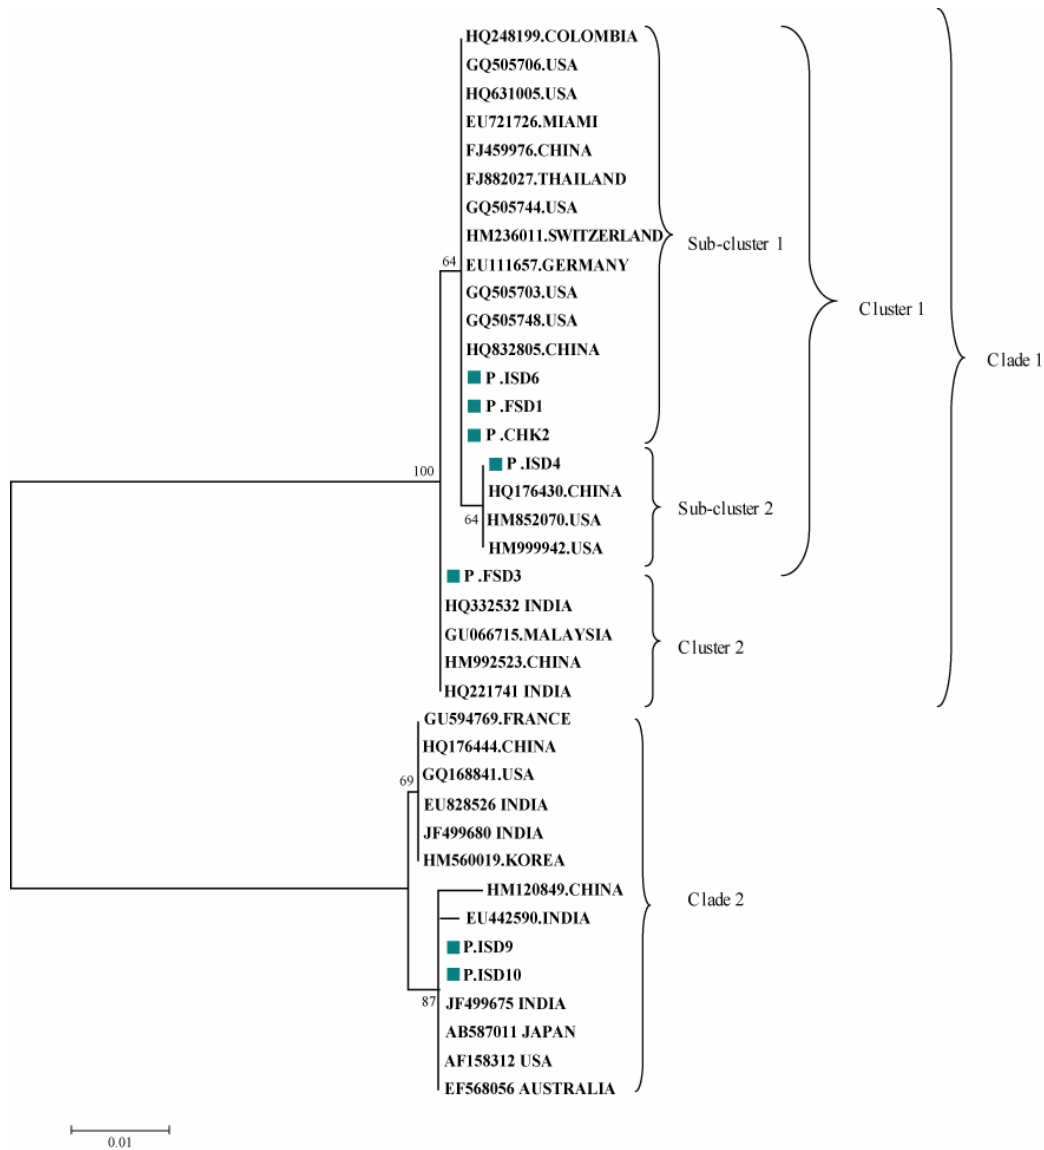 HQ248199.COLOMBIA
GQ505706.USA
HQ631005.USA
EU721726.MIAMI
FJ459976.CHINA
FJ882027.THAILAND
GQ505744.USA
HM236011.SWITZERLAND
Sub-cluster 1
64
EU111657.GERMANY
GQ505703.USA
Cluster 1
GQ505748.USA
HQ832805.CHINA
Clade 1
P .ISD6
P .FSD1
P .CHK2
100
P .ISD4
HQ176430.CHINA
Sub-cluster 2
64
HM852070.USA
HM999942.USA
P .FSD3
HQ332532 INDIA
GU066715.MALAYSIA
Cluster 2
HM992523.CHINA
HQ221741 INDIA
GU594769.FRANCE
HQ176444.CHINA
69
GQ168841.USA
EU828526 INDIA
JF499680 INDIA
HM560019.KOREA
HM120849.CHINA
Clade 2
EU442590.INDIA
P.ISD9
P.ISD10
87
JF499675 INDIA
AB587011 JAPAN
AF158312 USA
EF568056 AUSTRALIA
0.01